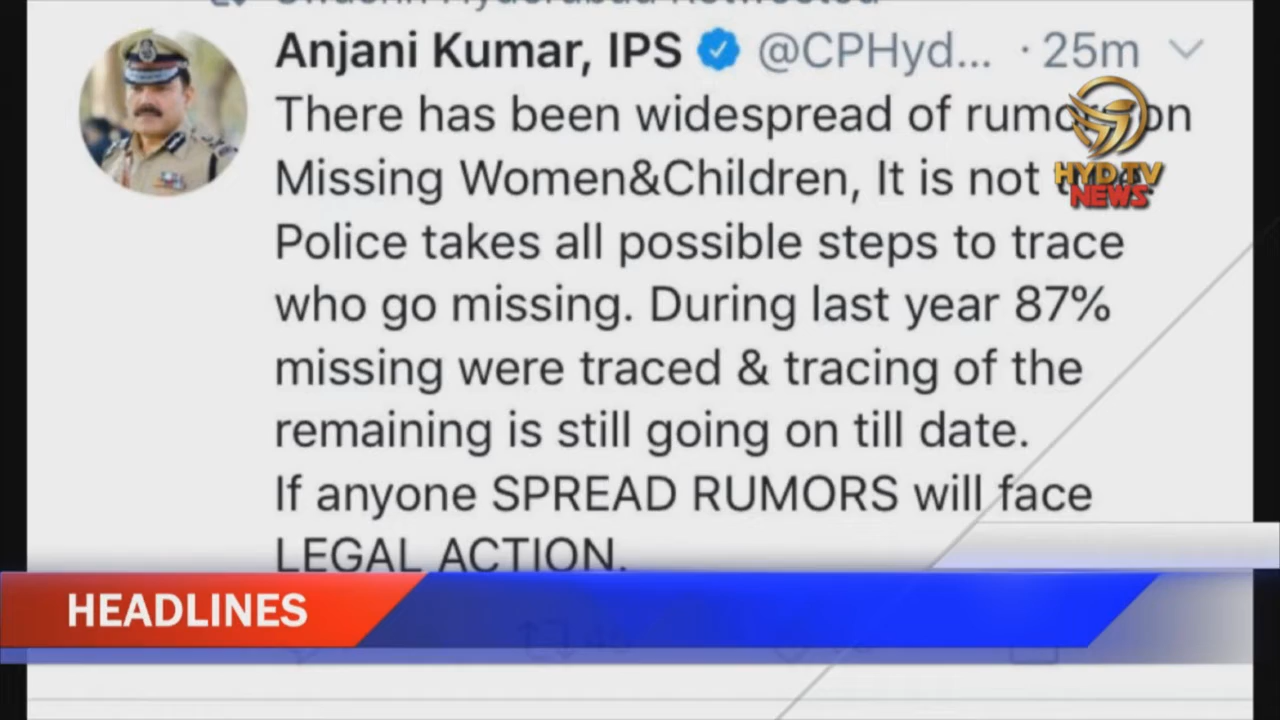 Anjani Kumar, IPS @CPHyd... · 25m
There has been widespread of on
Missing Women&Children, It is not
Police takes all possible steps to trace
who go missing. During last year 87%
missing were traced & tracing of the
remaining is still going on till date.
If anyone SPREAD RUMORS will face
LEGAL ACTION.
HYD TV
NEWS
HEADLINES